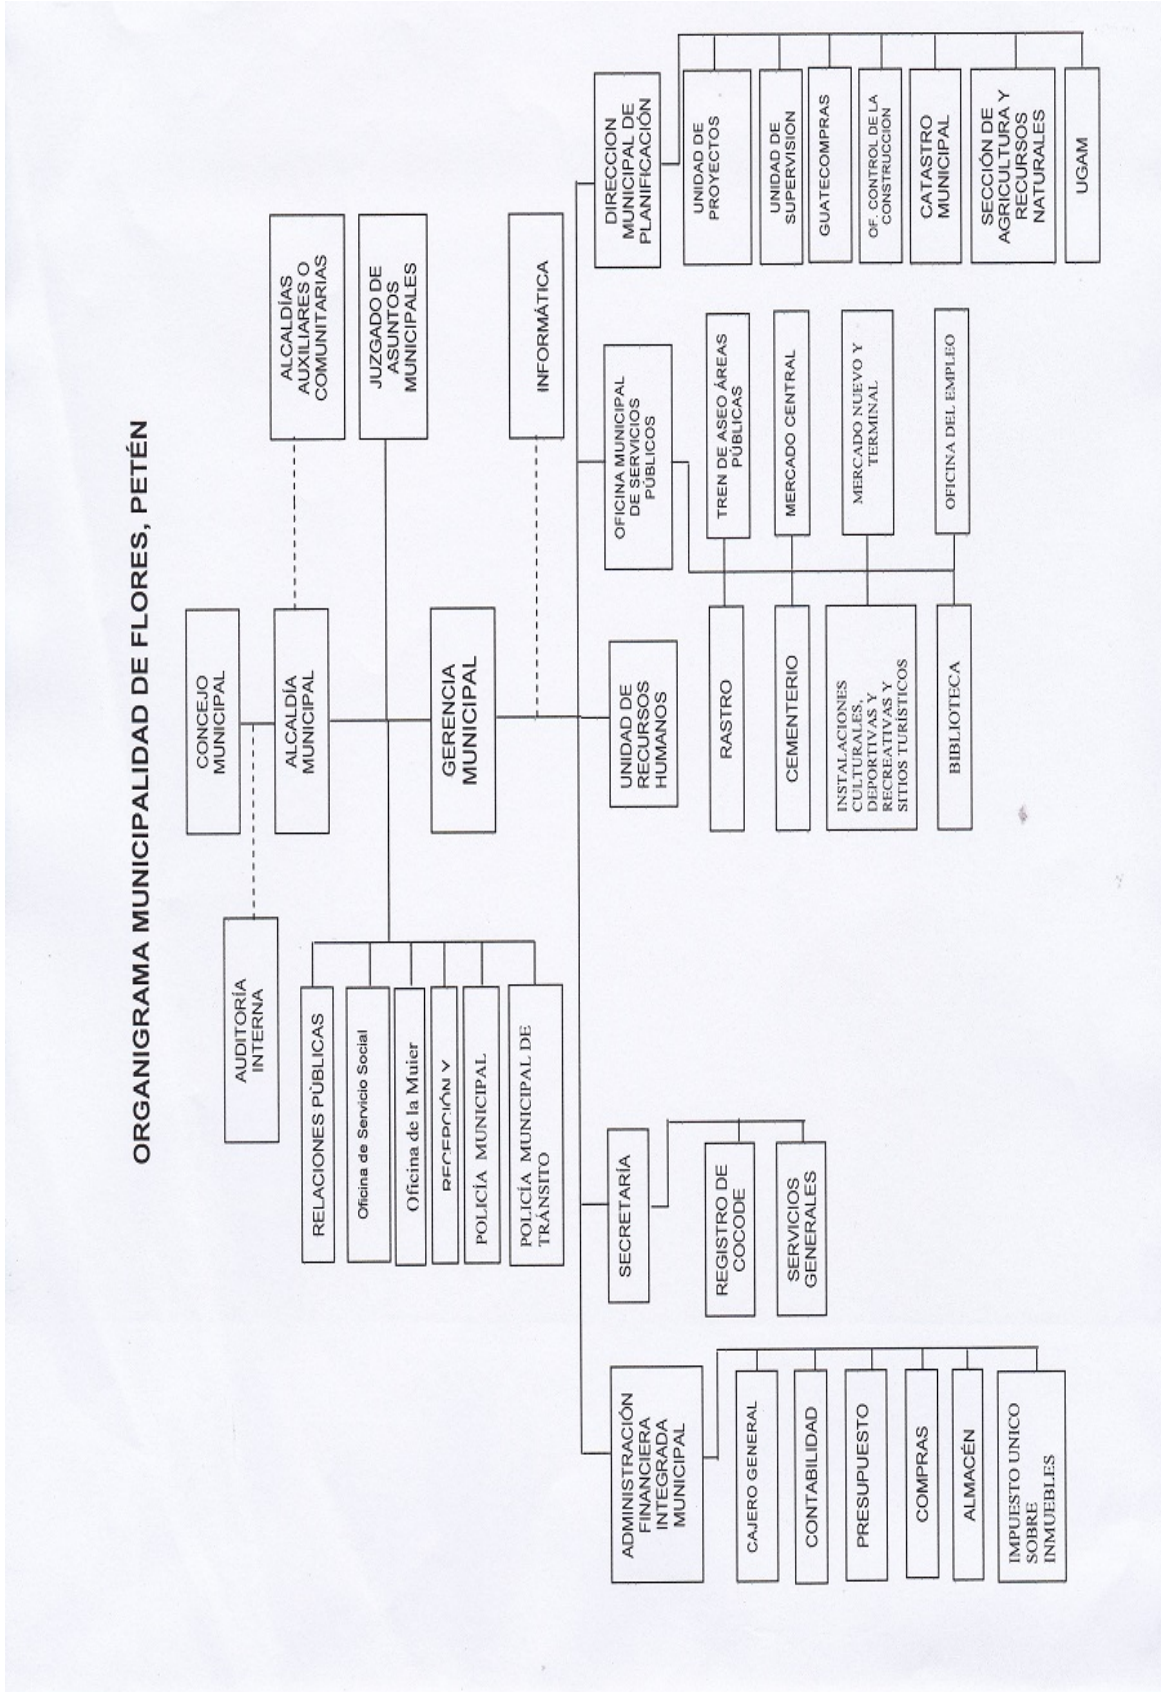 ORGANIGRAMA MUNICIPALIDAD DE FLORES, PETÉN
CONCEJO
MUNICIPAL
AUDITORÍA
INTERNA
ALCALDÍA
MUNICIPAL
ALCALDÍAS
AUXILIARES O
COMUNITARIAS
JUZGADO DE
ASUNTOS
MUNICIPALES
RELACIONES PÙBLICAS
Oficina de Servicio Social
Oficina de la Muier
RECEPCIÓN Y
POLICÍA MUNICIPAL
POLICÍA MUNICIPAL DE
TRÁNSITO
GERENCIA
MUNICIPAL
INFORMÁTICA
ADMINISTRACIÓN
FINANCIERA
INTEGRADA
MUNICIPAL
CAJERO GENERAL
CONTABILIDAD
PRESUPUESTO
COMPRAS
ALMACÉN
IMPUESTO UNICO
SOBRE
INMUEBLES
SECRETARÍA
REGISTRO DE
COCODE
SERVICIOS
GENERALES
UNIDAD DE
RECURSOS
HUMANOS
OFICINA MUNICIPAL
DE SERVICIOS
PÚBLICOS
RASTRO
TREN DE ASEO ÁREAS
PÚBLICAS
CEMENTERIO
MERCADO CENTRAL
INSTALACIONES
CULTURALES,
DEPORTIVAS Y
RECREATIVAS Y
SITIOS TURÍSTICOS
MERCADO NUEVO Y
TERMINAL
BIBLIOTECA
OFICINA DEL EMPLEO
DIRECCION
MUNICIPAL DE
PLANIFICACIÓN
UNIDAD DE
PROYECTOS
UNIDAD DE
SUPERVISION
GUATECOMPRAS
OF. CONTROL DE LA
CONSTRUCCION
CATASTRO
MUNICIPAL
SECCIÓN DE
AGRICULTURA Y
RECURSOS
NATURALES
UGAM